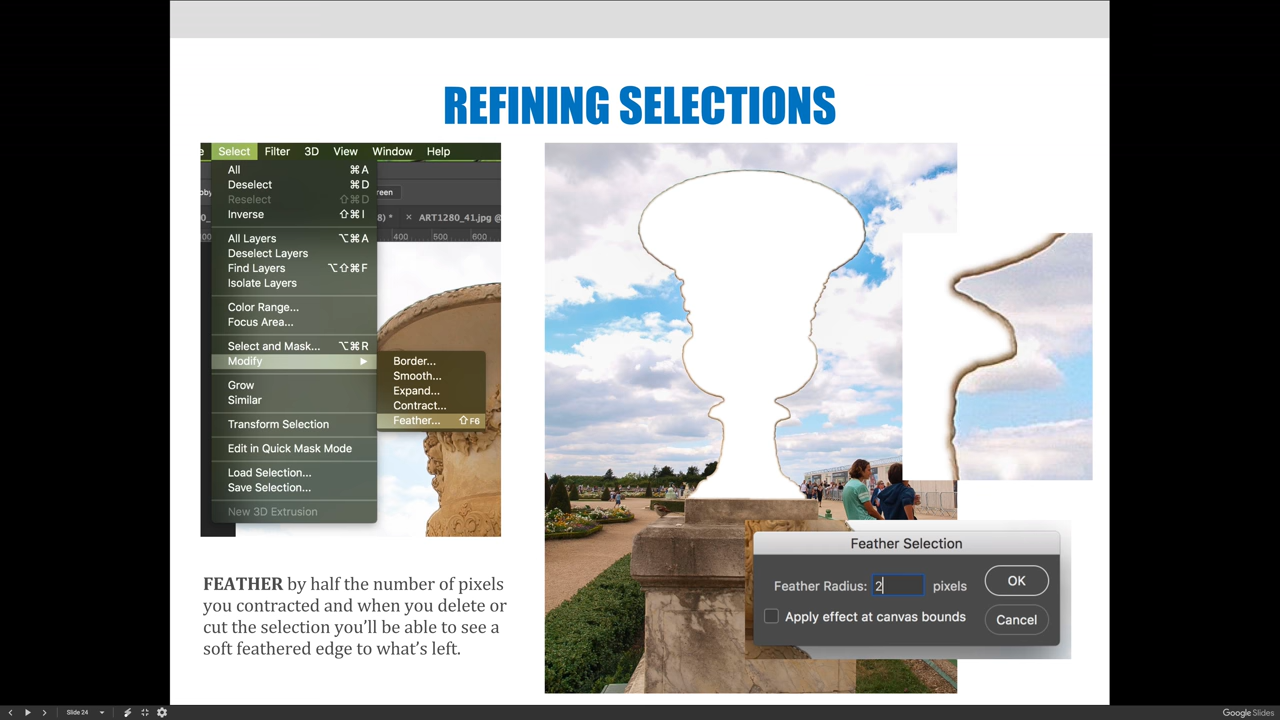 REFINING SELECTIONS
e Select Filter 3D View Window Help
All ⌘A
Deselect ⌘D
Reselect ⇧⌘D
Inverse ⇧⌘I
All Layers ⌥⌘A
Deselect Layers
Find Layers ⌥⇧⌘F
Isolate Layers
Color Range...
Focus Area...
Select and Mask... ⌥⌘R
Modify ▶
Grow
Similar
Transform Selection
Edit in Quick Mask Mode
Load Selection...
Save Selection...
New 3D Extrusion
Border...
Smooth...
Expand...
Contract...
Feather... ⇧F6
reen
8) * × ART1280_41.jpg @
400 500 600
FEATHER by half the number of pixels
you contracted and when you delete or
cut the selection you’ll be able to see a
soft feathered edge to what’s left.
Feather Selection
Feather Radius: 2 pixels
Apply effect at canvas bounds
OK
Cancel
Slide 24
Google Slides